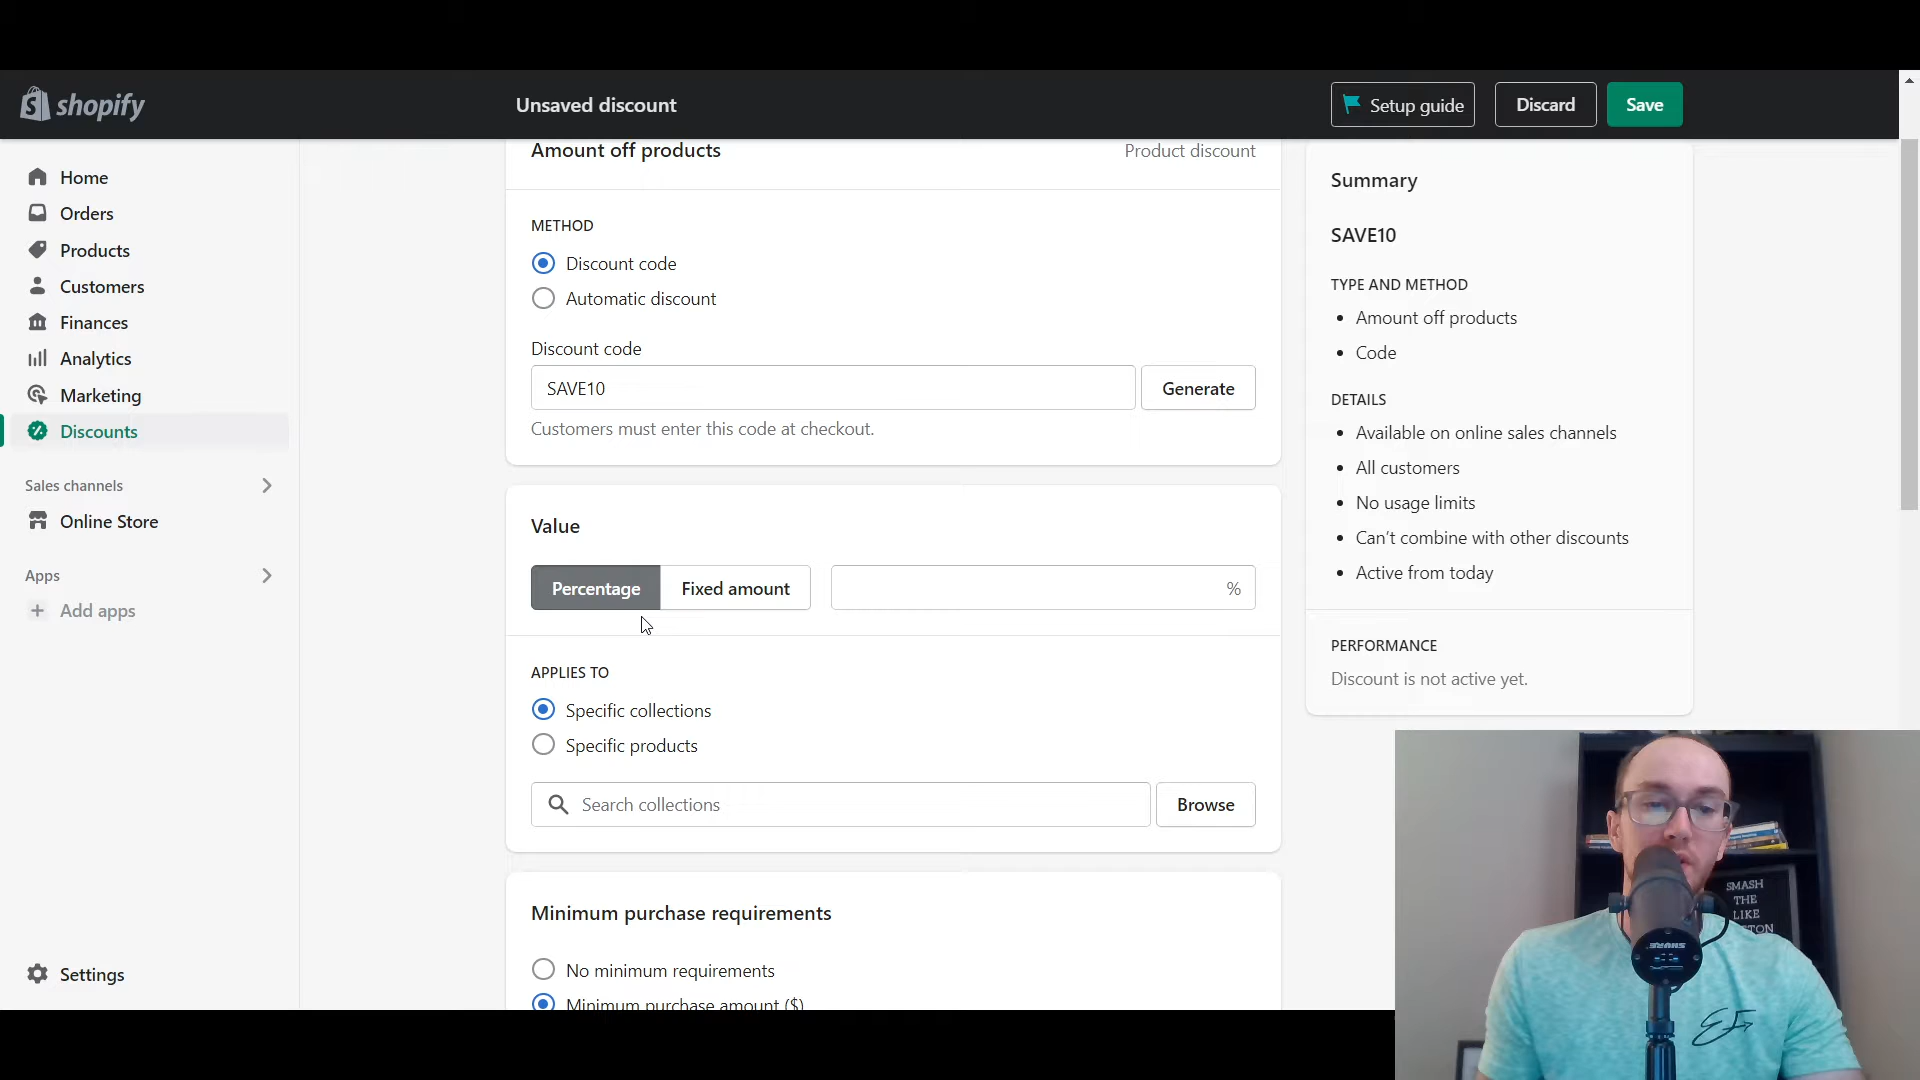 shopify
Unsaved discount
Setup guide
Discard
Save
Home
Orders
Products
Customers
Finances
Analytics
Marketing
Discounts
Sales channels
Online Store
Apps
Add apps
Settings
Amount off products
Product discount
METHOD
Discount code
Automatic discount
Discount code
SAVE10
Generate
Customers must enter this code at checkout.
Value
Percentage
Fixed amount
%
APPLIES TO
Specific collections
Specific products
Search collections
Browse
Minimum purchase requirements
No minimum requirements
Minimum purchase amount ($)
Summary
SAVE10
TYPE AND METHOD
• Amount off products
• Code
DETAILS
• Available on online sales channels
• All customers
• No usage limits
• Can't combine with other discounts
• Active from today
PERFORMANCE
Discount is not active yet.
SMASH
THE
LIKE
SHURE